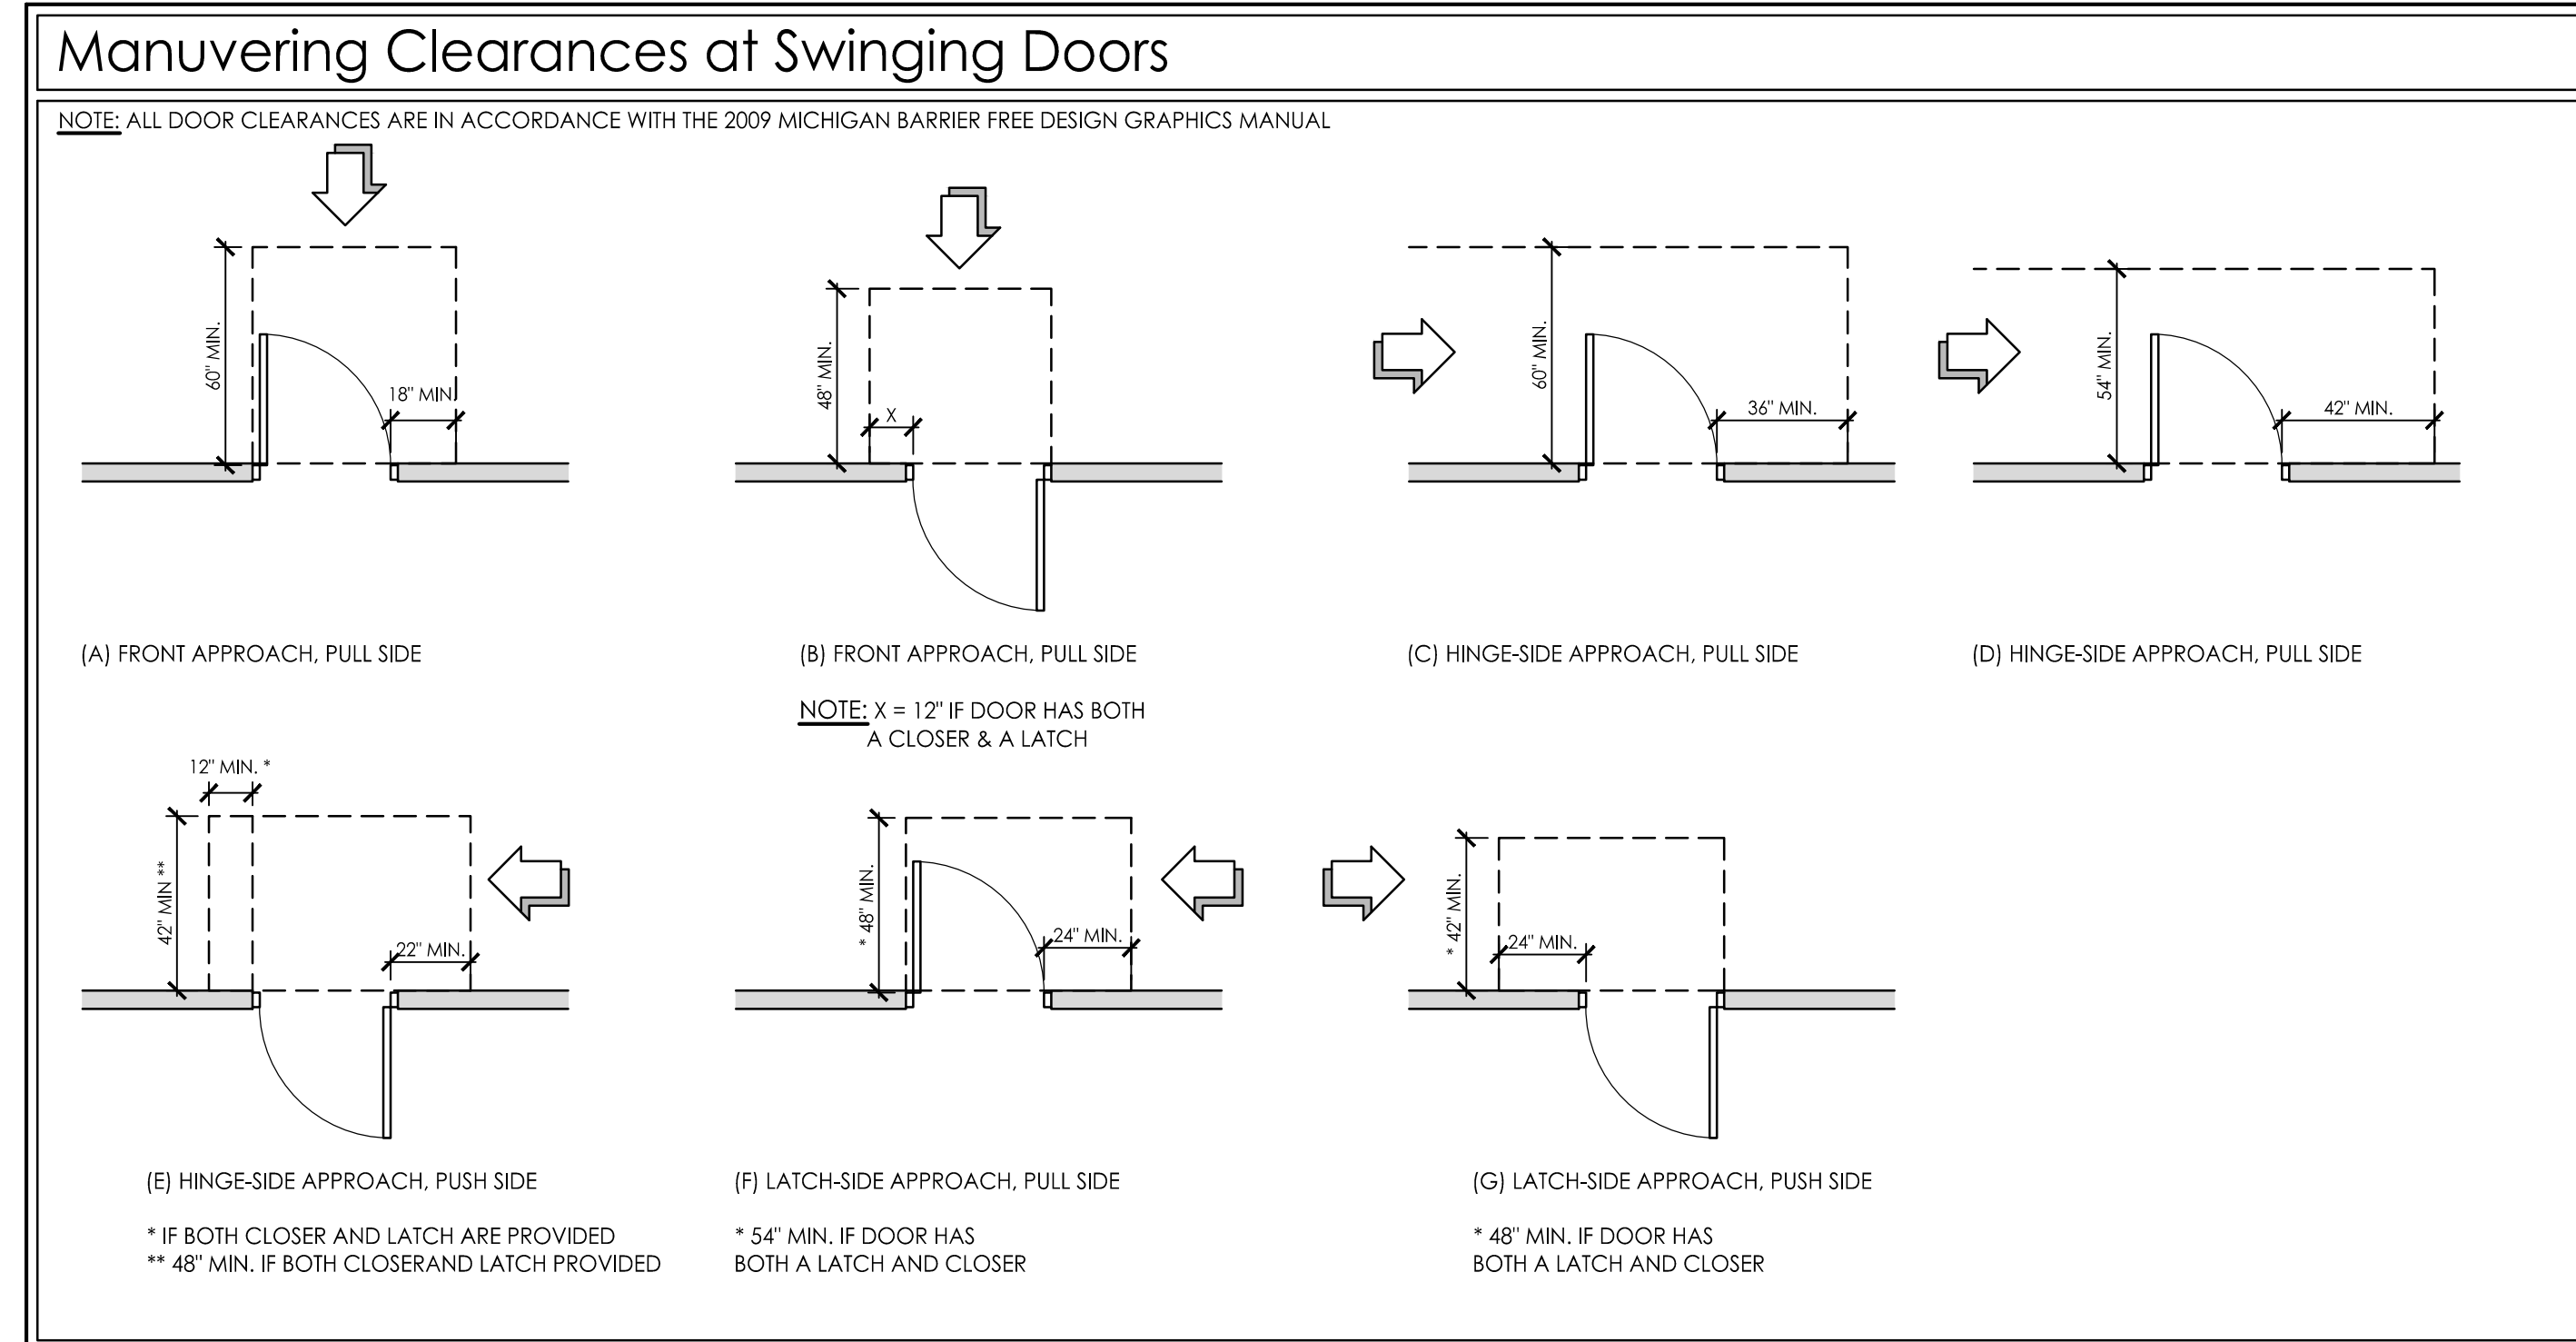 Manuvering Clearances at Swinging Doors
NOTE: ALL DOOR CLEARANCES ARE IN ACCORDANCE WITH THE 2009 MICHIGAN BARRIER FREE DESIGN GRAPHICS MANUAL
60" MIN.
18" MIN.
(A) FRONT APPROACH, PULL SIDE
48" MIN.
X
(B) FRONT APPROACH, PULL SIDE
NOTE: X = 12" IF DOOR HAS BOTH
A CLOSER & A LATCH
60" MIN.
36" MIN.
(C) HINGE-SIDE APPROACH, PULL SIDE
54" MIN.
42" MIN.
(D) HINGE-SIDE APPROACH, PULL SIDE
12" MIN. *
42" MIN **
22" MIN.
(E) HINGE-SIDE APPROACH, PUSH SIDE
* IF BOTH CLOSER AND LATCH ARE PROVIDED
** 48" MIN. IF BOTH CLOSERAND LATCH PROVIDED
* 48" MIN.
24" MIN.
(F) LATCH-SIDE APPROACH, PULL SIDE
* 54" MIN. IF DOOR HAS
BOTH A LATCH AND CLOSER
* 42" MIN.
24" MIN.
(G) LATCH-SIDE APPROACH, PUSH SIDE
* 48" MIN. IF DOOR HAS
BOTH A LATCH AND CLOSER